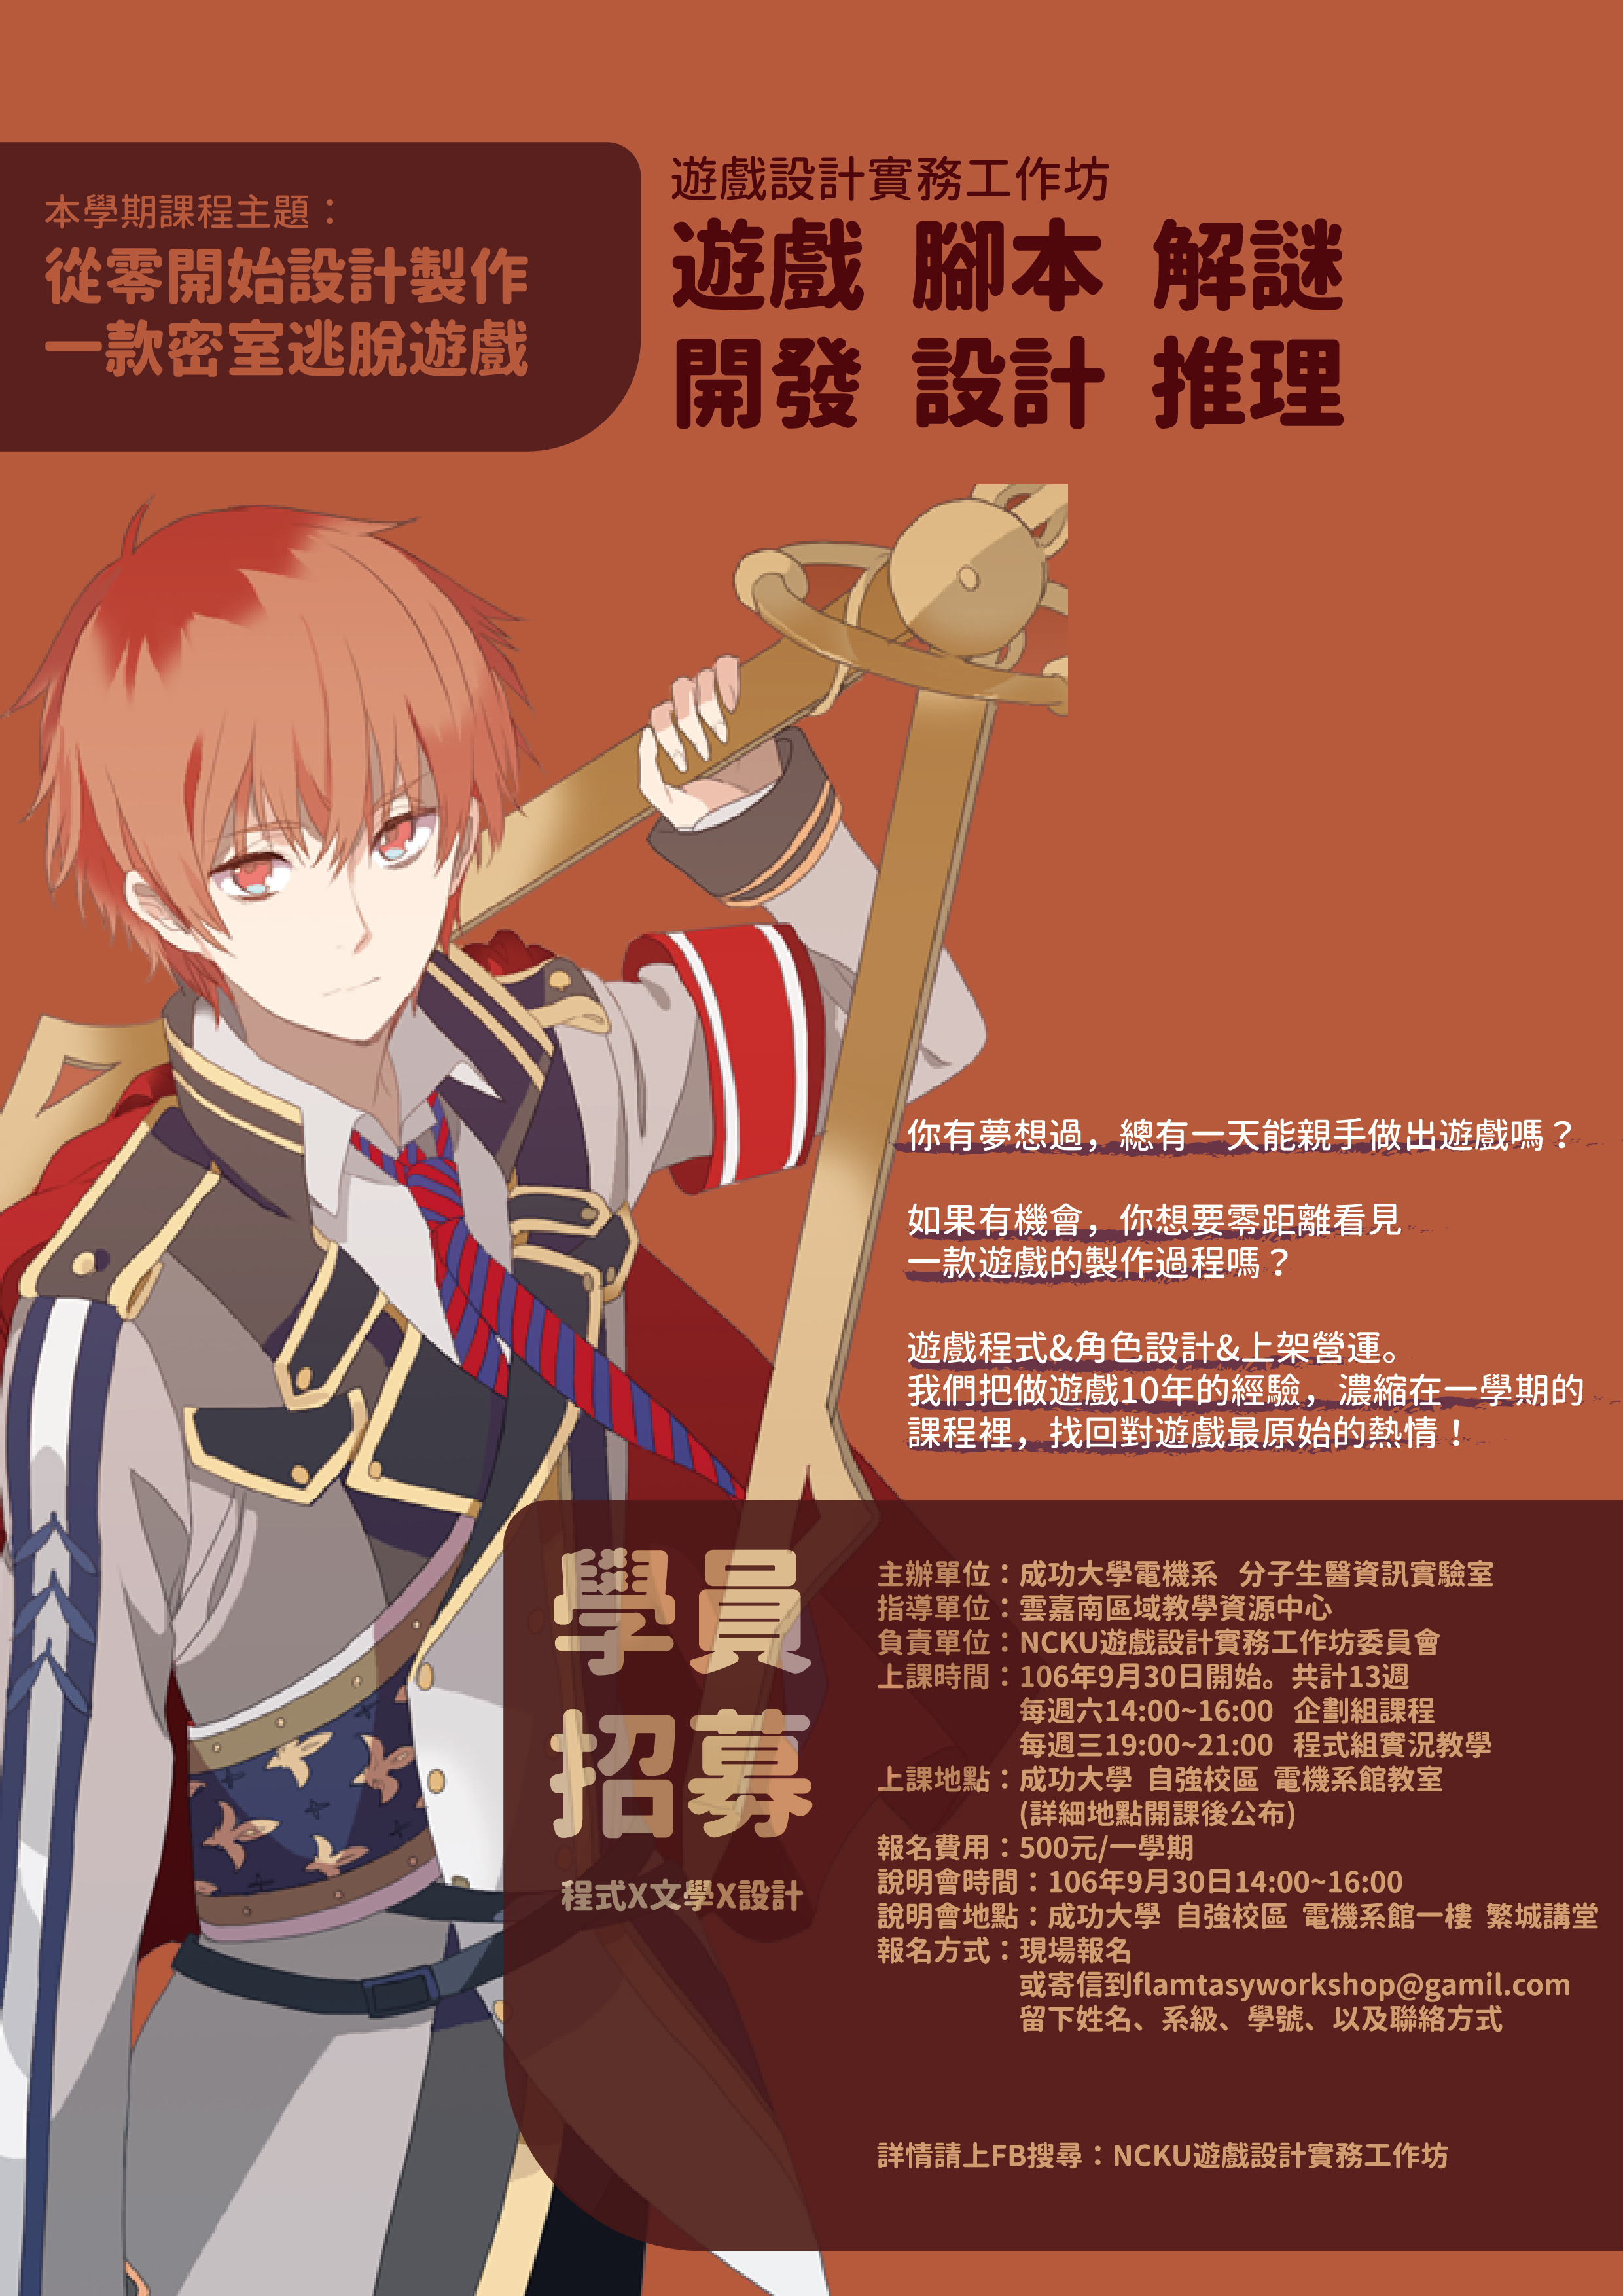 本學期課程主題：
從零開始設計製作
一款密室逃脫遊戲
遊戲設計實務工作坊
遊戲 腳本 解謎
開發 設計 推理
你有夢想過，總有一天能親手做出遊戲嗎？
如果有機會，你想要零距離看見
一款遊戲的製作過程嗎？
遊戲程式&角色設計&上架營運。
我們把做遊戲10年的經驗，濃縮在一學期的
課程裡，找回對遊戲最原始的熱情！
學員
招募
程式X文學X設計
主辦單位：成功大學電機系 分子生醫資訊實驗室
指導單位：雲嘉南區域教學資源中心
負責單位：NCKU遊戲設計實務工作坊委員會
上課時間：106年9月30日開始。共計13週
每週六14:00~16:00 企劃組課程
每週三19:00~21:00 程式組實況教學
上課地點：成功大學 自強校區 電機系館教室
(詳細地點開課後公布)
報名費用：500元/一學期
說明會時間：106年9月30日14:00~16:00
說明會地點：成功大學 自強校區 電機系館一樓 繁城講堂
報名方式：現場報名
或寄信到flamtasyworkshop@gamil.com
留下姓名、系級、學號、以及聯絡方式
詳情請上FB搜尋：NCKU遊戲設計實務工作坊